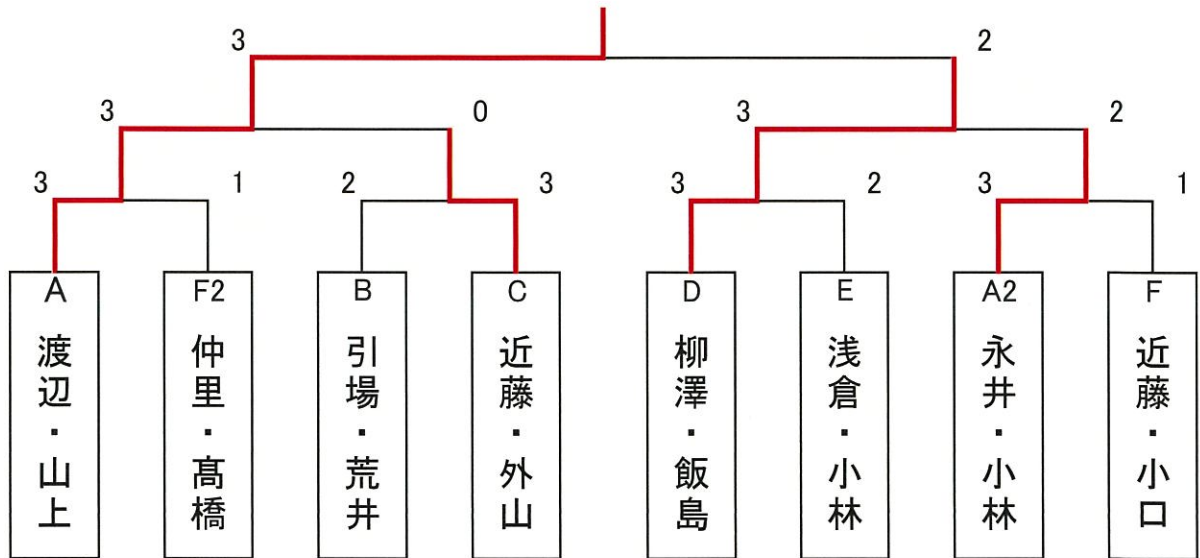 3 2
3 0 3 2
3 1 2 3 3 2 3 1
A
渡辺・山上
F2
仲里・髙橋
B
引場・荒井
C
近藤・外山
D
柳澤・飯島
E
浅倉・小林
A2
永井・小林
F
近藤・小口